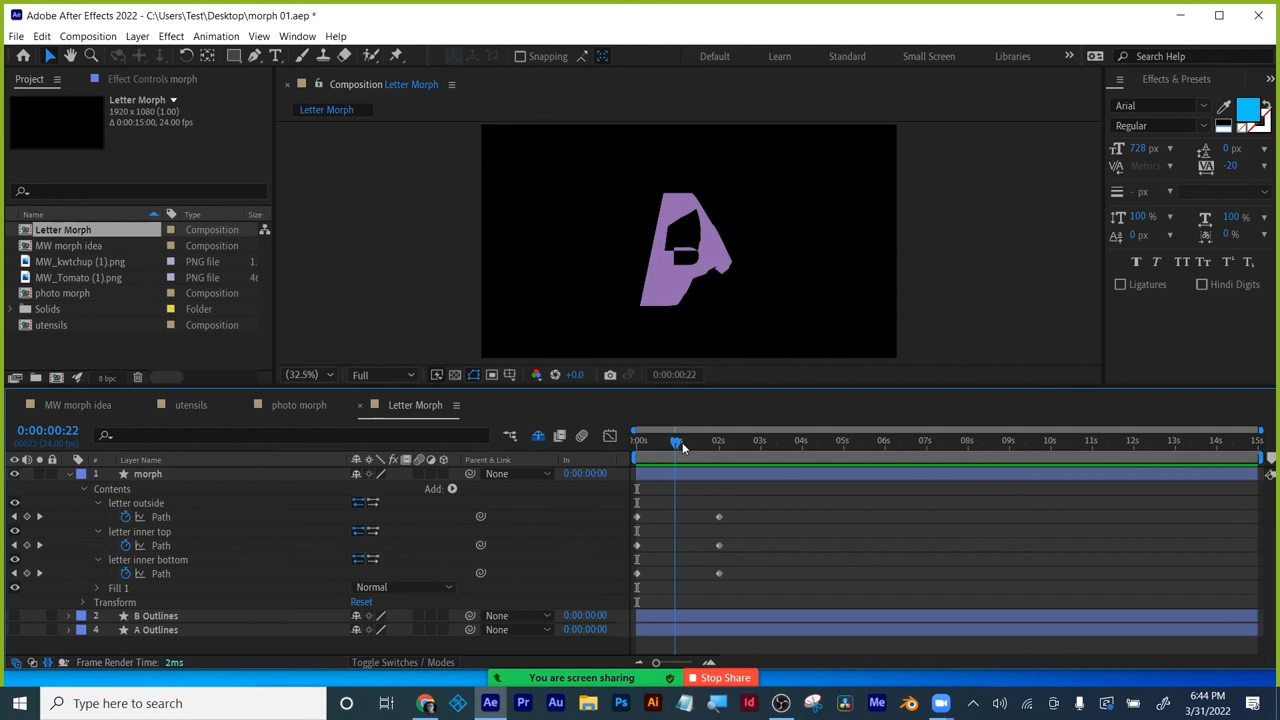 Adobe After Effects 2022 - C:\Users\Test\Desktop\morph 01.aep *
File Edit Composition Layer Effect Animation View Window Help
Snapping Default Learn Standard Small Screen Libraries Search Help
Project Effect Controls morph Composition Letter Morph Effects & Presets
Letter Morph
1920 x 1080 (1.00)
Δ 0:00:15:00, 24.00 fps
Letter Morph
Arial
Regular
728 px 0 px
Metrics -20
- px
100 % 100 %
0 px 0 %
T T TT Tт T¹ T₁
Ligatures Hindi Digits
Name Type Size
Letter Morph Composition
MW morph idea Composition
MW_kwtchup (1).png PNG file 1.
MW_Tomato (1).png PNG file 46
photo morph Composition
Solids Folder
utensils Composition
8 bpc
(32.5%) Full +0.0 0:00:00:22
MW morph idea utensils photo morph Letter Morph
0:00:00:22
00022 (24.00 fps)
:00s 02s 03s 04s 05s 06s 07s 08s 09s 10s 11s 12s 13s 14s 15s
# Layer Name Parent & Link In
1 morph None 0:00:00:00
Contents Add:
letter outside
Path
letter inner top
Path
letter inner bottom
Path
Fill 1 Normal
Transform Reset
2 B Outlines None 0:00:00:00
4 A Outlines None 0:00:00:00
Frame Render Time: 2ms Toggle Switches / Modes
You are screen sharing Stop Share
Type here to search
6:44 PM
3/31/2022